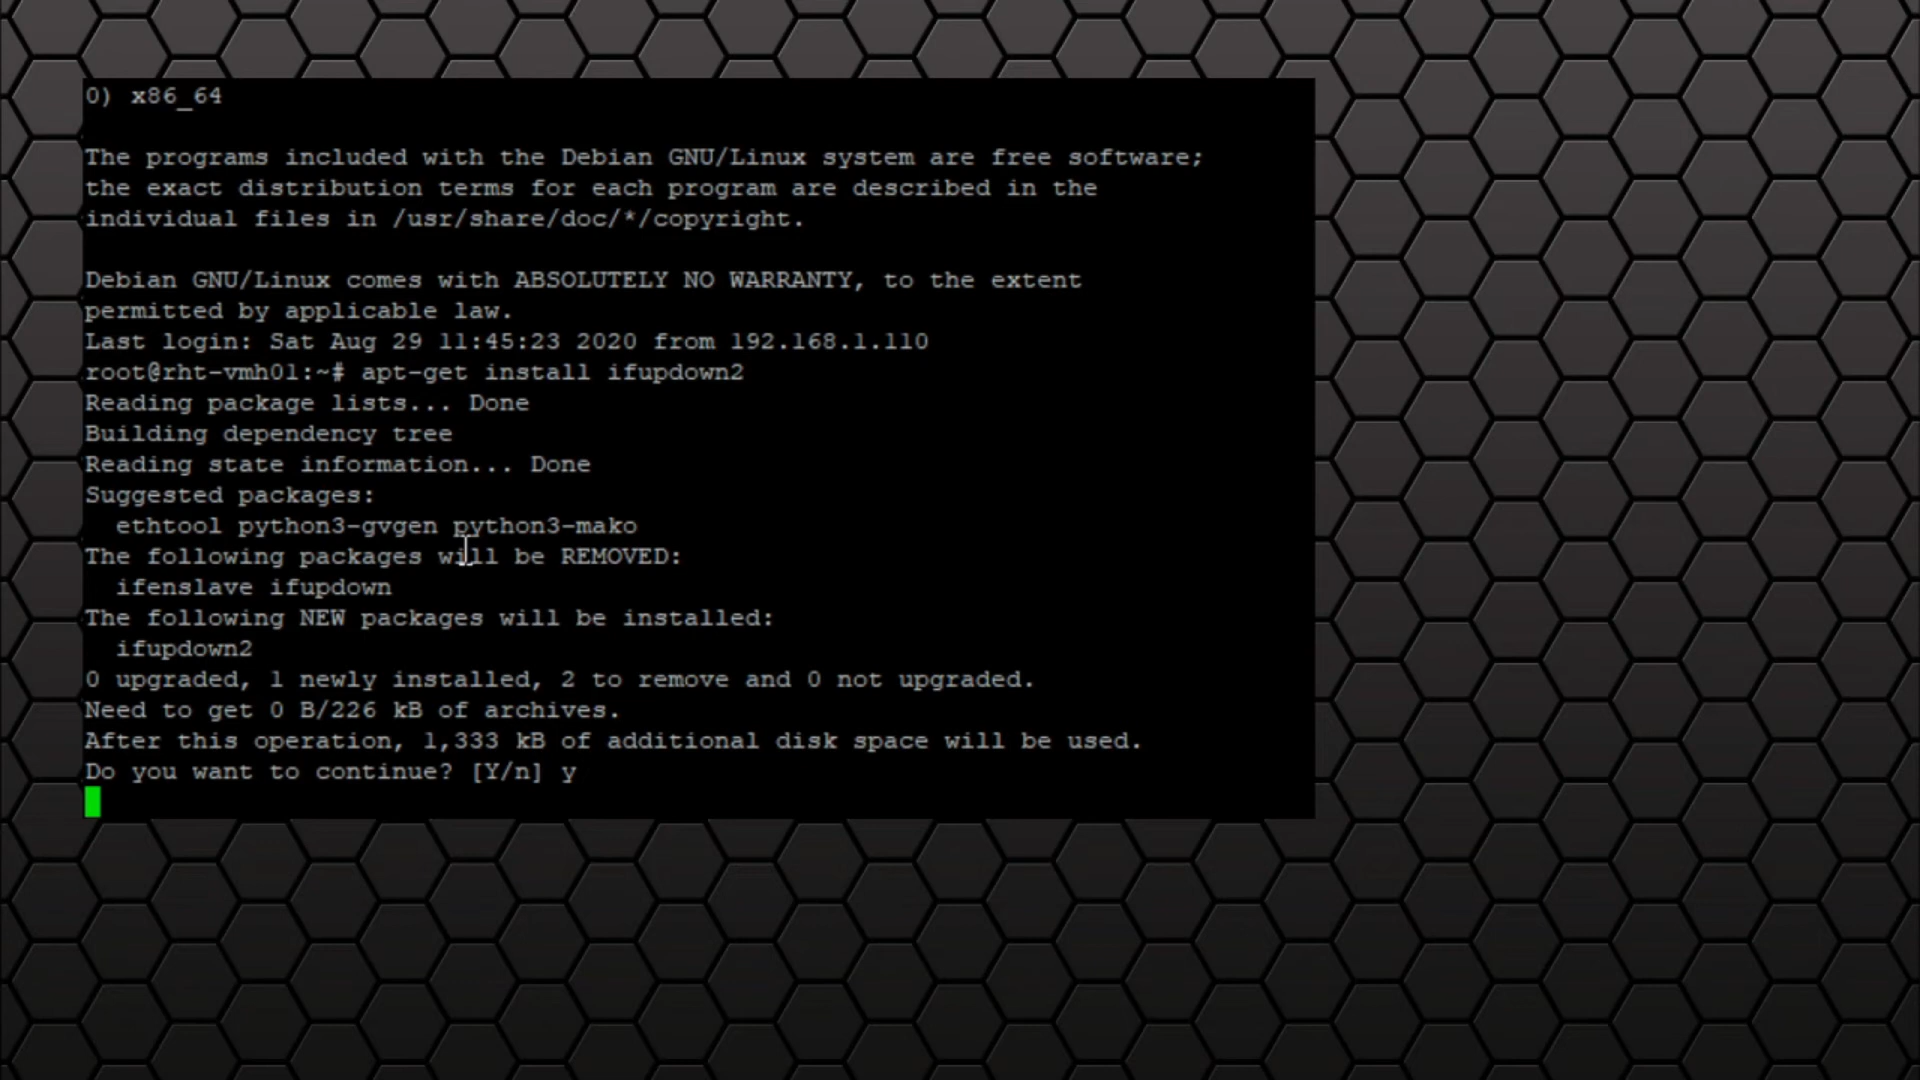 0) x86_64
The programs included with the Debian GNU/Linux system are free software;
the exact distribution terms for each program are described in the
individual files in /usr/share/doc/*/copyright.
Debian GNU/Linux comes with ABSOLUTELY NO WARRANTY, to the extent
permitted by applicable law.
Last login: Sat Aug 29 11:45:23 2020 from 192.168.1.110
root@rht-vmh01:~# apt-get install ifupdown2
Reading package lists... Done
Building dependency tree
Reading state information... Done
Suggested packages:
  ethtool python3-gvgen python3-mako
The following packages will be REMOVED:
  ifenslave ifupdown
The following NEW packages will be installed:
  ifupdown2
0 upgraded, 1 newly installed, 2 to remove and 0 not upgraded.
Need to get 0 B/226 kB of archives.
After this operation, 1,333 kB of additional disk space will be used.
Do you want to continue? [Y/n] y